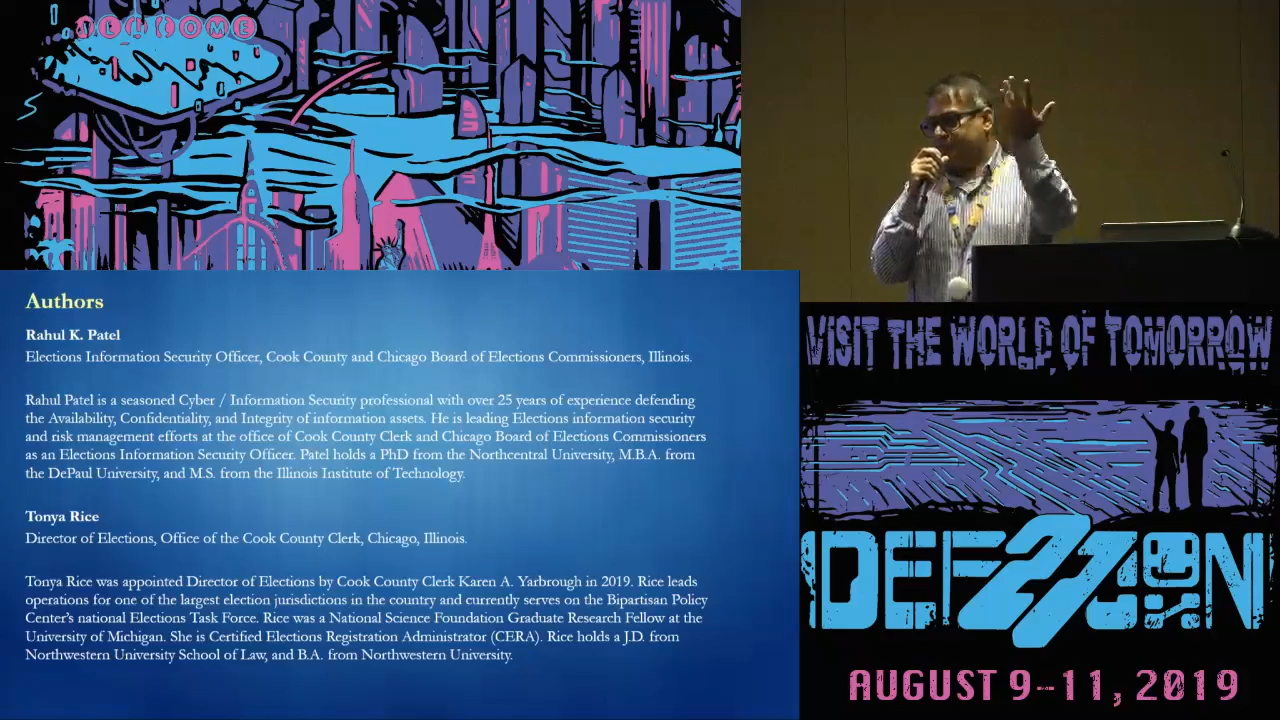 WELCOME
Authors
Rahul K. Patel
Elections Information Security Officer, Cook County and Chicago Board of Elections Commissioners, Illinois.
Rahul Patel is a seasoned Cyber / Information Security professional with over 25 years of experience defending
the Availability, Confidentiality, and Integrity of information assets. He is leading Elections information security
and risk management efforts at the office of Cook County Clerk and Chicago Board of Elections Commissioners
as an Elections Information Security Officer. Patel holds a PhD from the Northcentral University, M.B.A. from
the DePaul University, and M.S. from the Illinois Institute of Technology.
Tonya Rice
Director of Elections, Office of the Cook County Clerk, Chicago, Illinois.
Tonya Rice was appointed Director of Elections by Cook County Clerk Karen A. Yarbrough in 2019. Rice leads
operations for one of the largest election jurisdictions in the country and currently serves on the Bipartisan Policy
Center's national Elections Task Force. Rice was a National Science Foundation Graduate Research Fellow at the
University of Michigan. She is Certified Elections Registration Administrator (CERA). Rice holds a J.D. from
Northwestern University School of Law, and B.A. from Northwestern University.
VISIT THE WORLD OF TOMORROW
DEF 27 CON
AUGUST 9-11, 2019